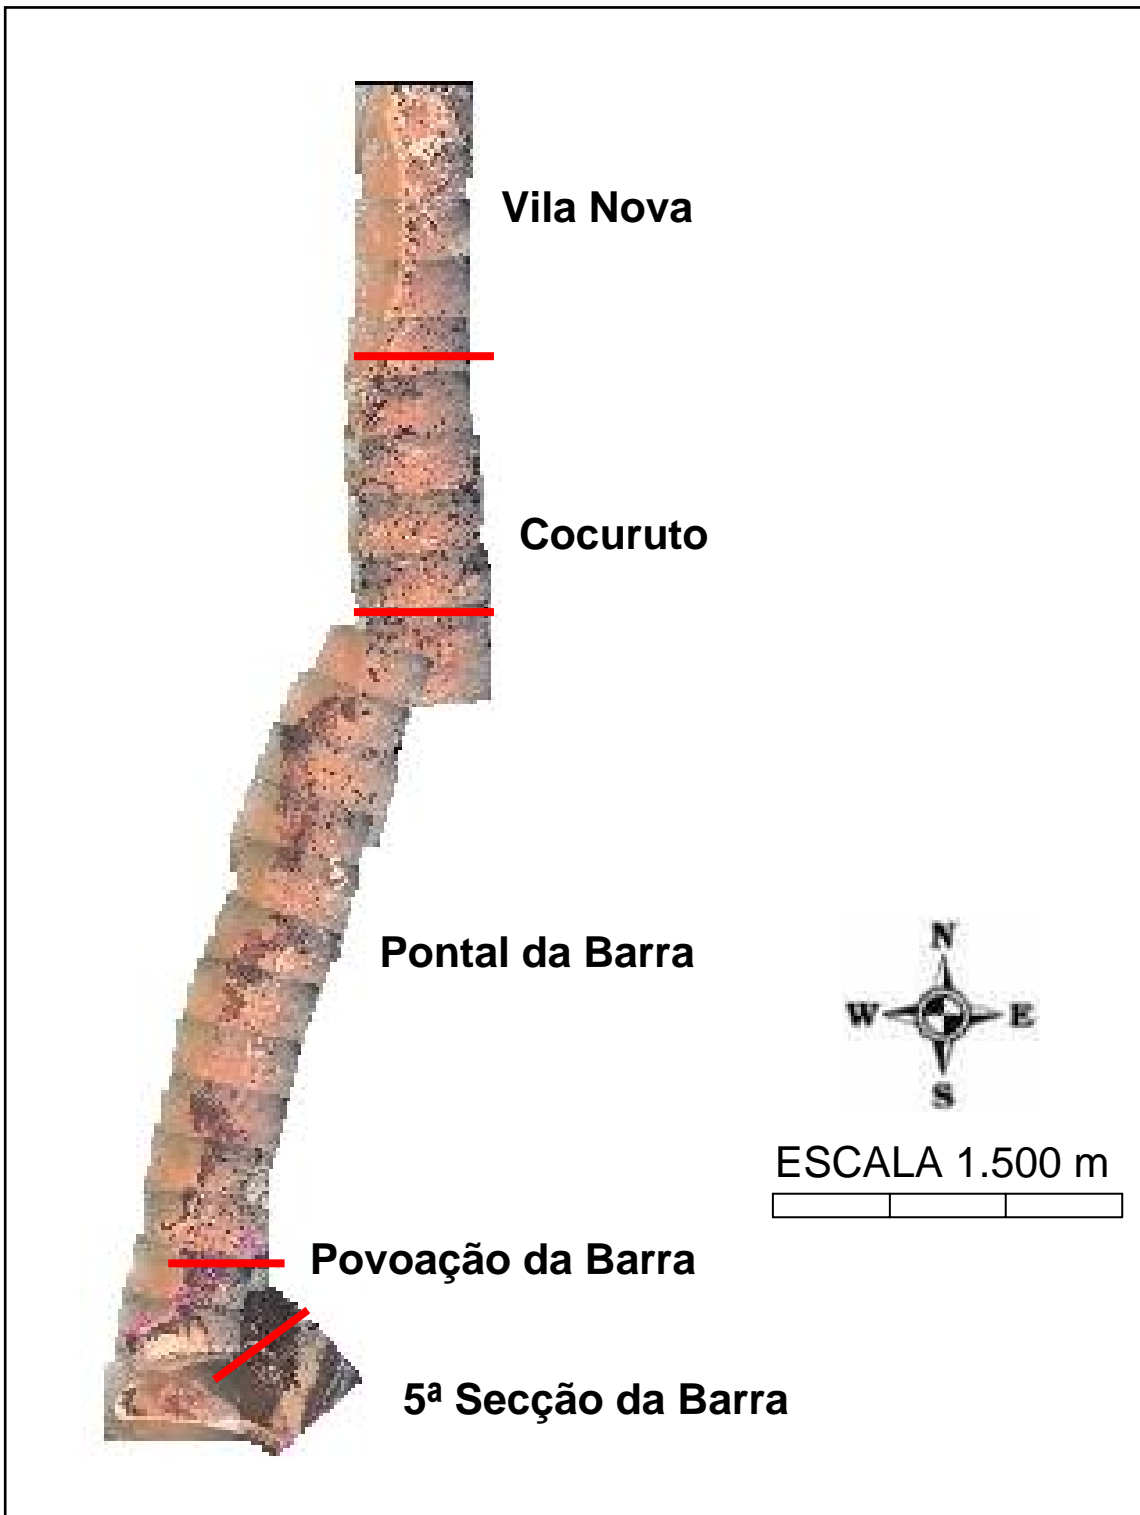 Vila Nova
Cocuruto
Pontal da Barra
N
W E
S
ESCALA 1.500 m
Povoação da Barra
5ª Secção da Barra